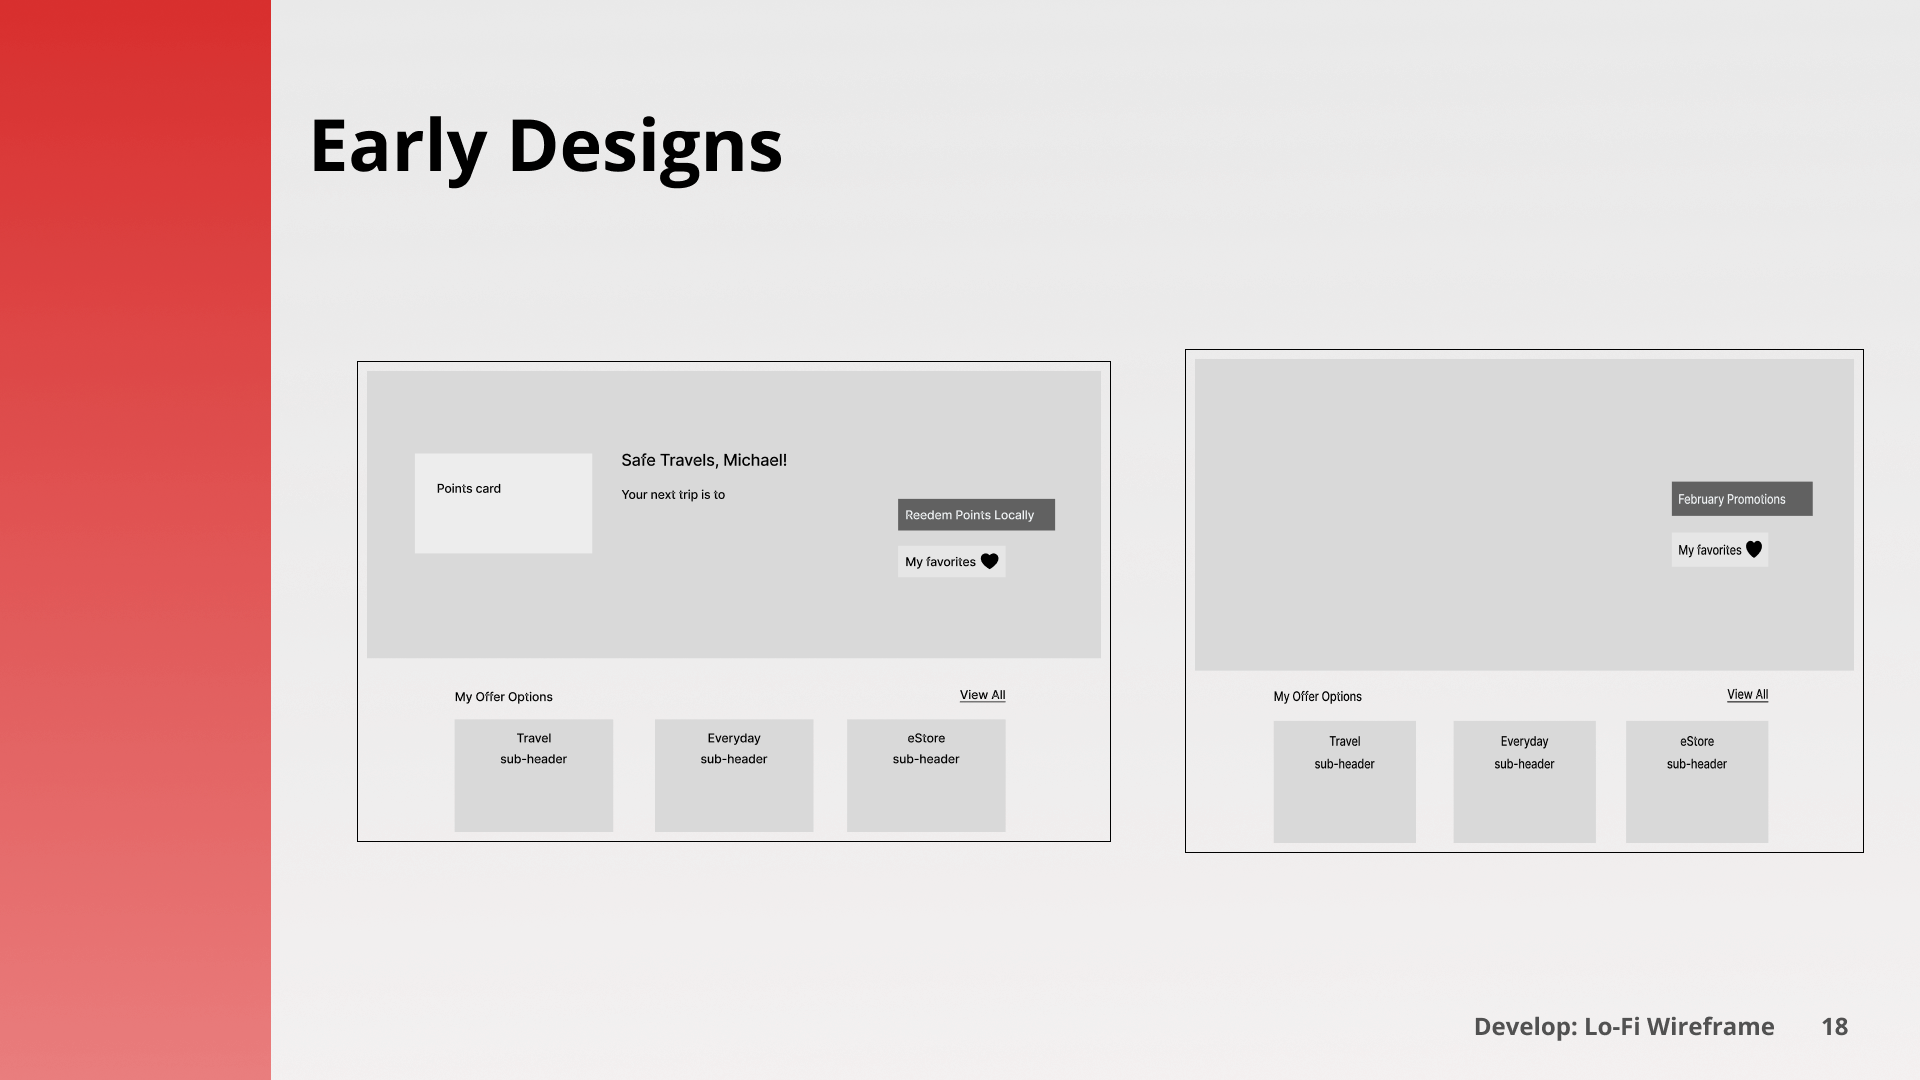 Early Designs
Points card
Safe Travels, Michael!
Your next trip is to
Reedem Points Locally
My favorites
My Offer Options
View All
Travel
sub-header
Everyday
sub-header
eStore
sub-header
February Promotions
My favorites
My Offer Options
View All
Travel
sub-header
Everyday
sub-header
eStore
sub-header
Develop: Lo-Fi Wireframe 18